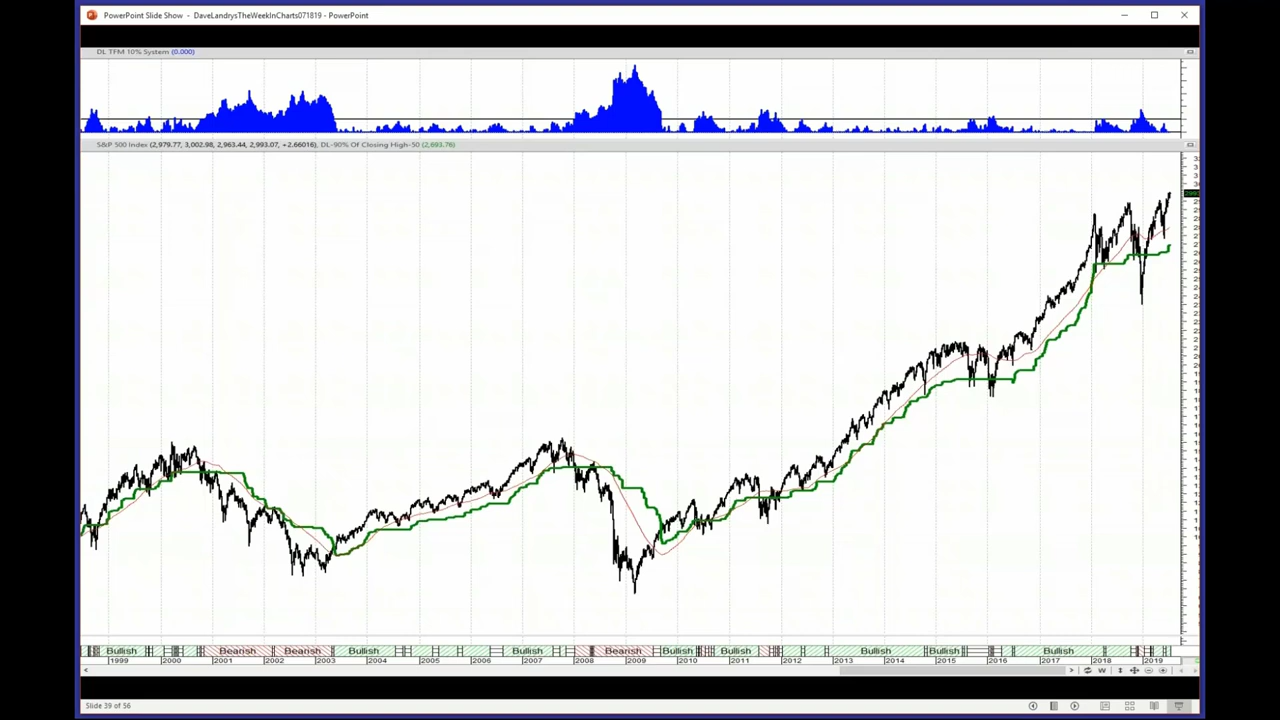 PowerPoint Slide Show - DaveLandrysTheWeekInCharts071819 - PowerPoint
DL TFM 10% System (0.000)
S&P 500 Index (2,979.77, 3,002.98, 2,963.44, 2,993.07, +2.66016), DL-90% Of Closing High-50 (2,693.76)
Bullish Bearish Bearish Bullish Bullish Bearish Bullish Bullish Bullish Bullish Bullish
1999 2000 2001 2002 2003 2004 2005 2006 2007 2008 2009 2010 2011 2012 2013 2014 2015 2016 2017 2018 2019
W
Slide 39 of 56